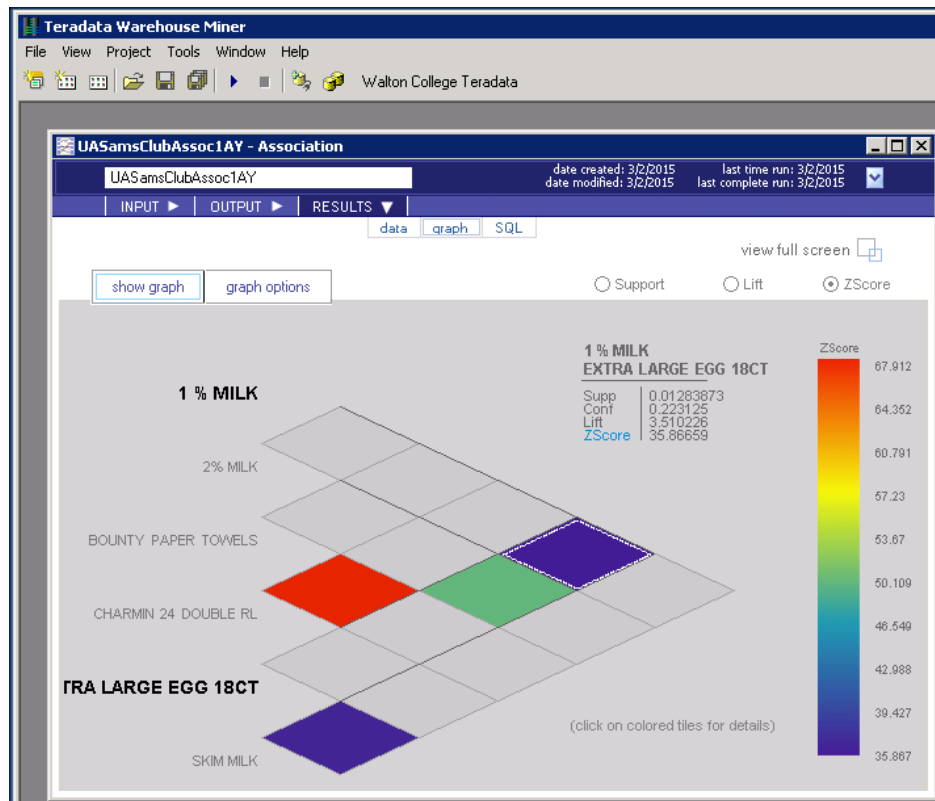 Teradata Warehouse Miner
File View Project Tools Window Help
Walton College Teradata
UASamsClubAssoc1AY - Association
UASamsClubAssoc1AY
date created: 3/2/2015 last time run: 3/2/2015
date modified: 3/2/2015 last complete run: 3/2/2015
INPUT OUTPUT RESULTS
data graph SQL
view full screen
show graph graph options
Support Lift ZScore
1 % MILK
EXTRA LARGE EGG 18CT
Supp 0.01283873
Conf 0.223125
Lift 3.510226
ZScore 35.86659
ZScore
67.912
64.352
60.791
57.23
53.67
50.109
46.549
42.988
39.427
35.867
1 % MILK
2% MILK
BOUNTY PAPER TOWELS
CHARMIN 24 DOUBLE RL
TRA LARGE EGG 18CT
SKIM MILK
(click on colored tiles for details)